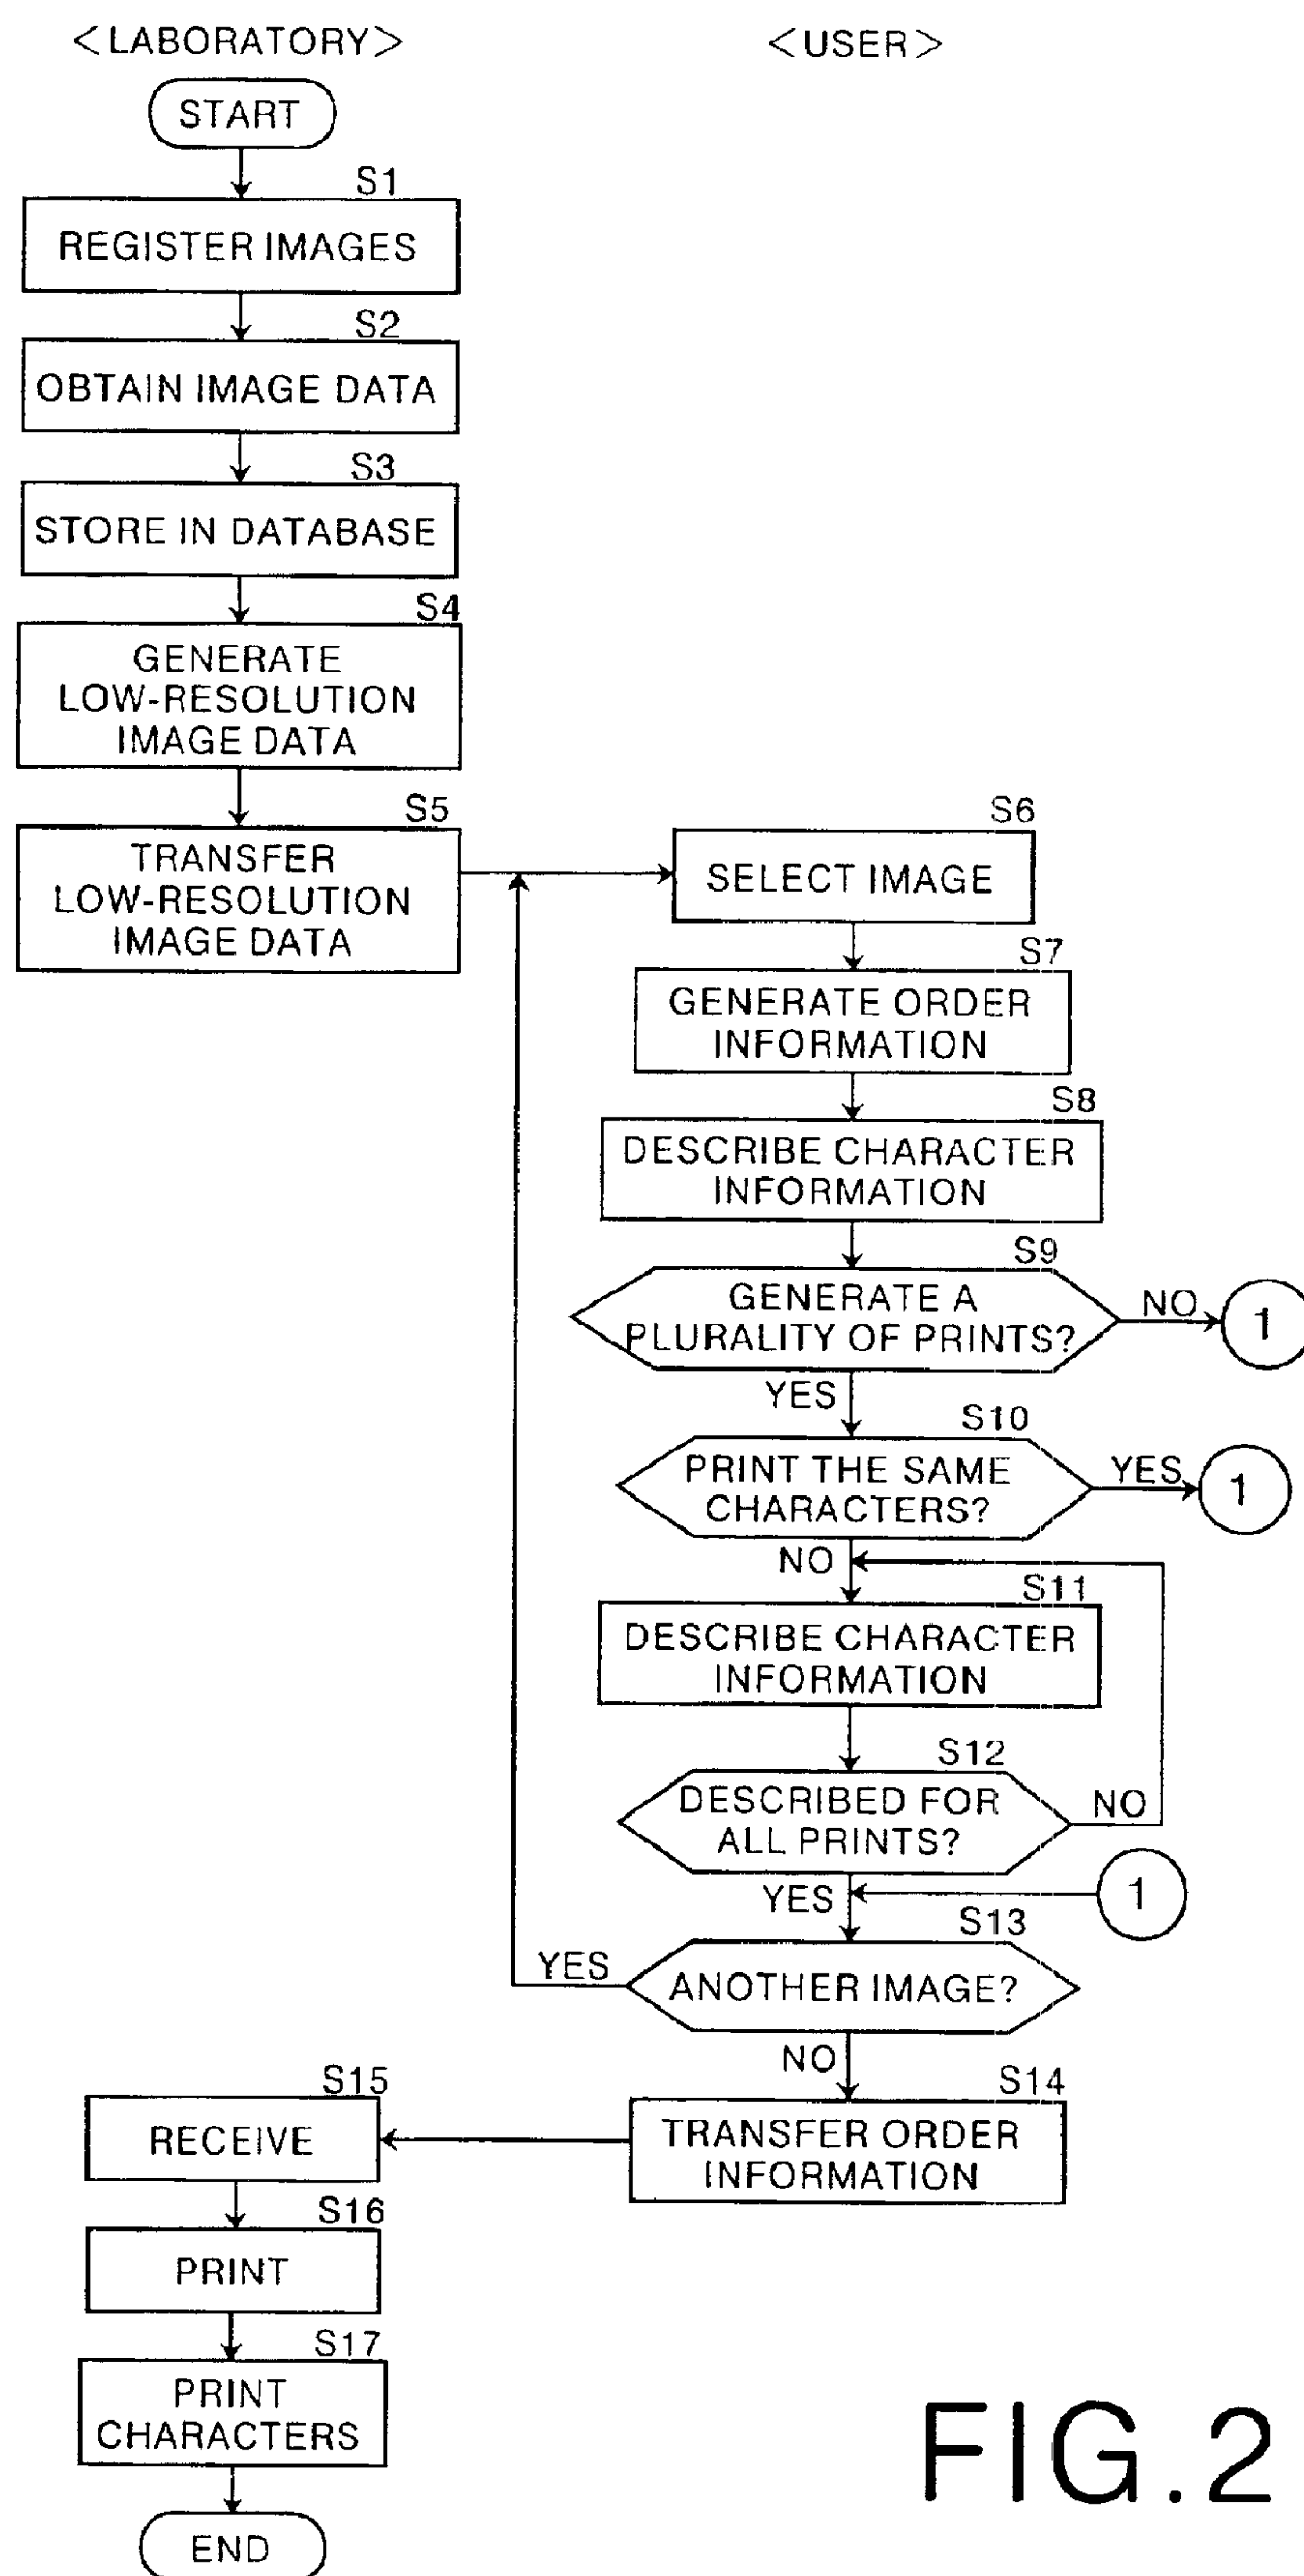 <LABORATORY>
<USER>
START
S1
REGISTER IMAGES
S2
OBTAIN IMAGE DATA
S3
STORE IN DATABASE
S4
GENERATE
LOW-RESOLUTION
IMAGE DATA
S5
TRANSFER
LOW-RESOLUTION
IMAGE DATA
S6
SELECT IMAGE
S7
GENERATE ORDER
INFORMATION
S8
DESCRIBE CHARACTER
INFORMATION
S9
GENERATE A
PLURALITY OF PRINTS?
NO
1
YES
S10
PRINT THE SAME
CHARACTERS?
YES
1
NO
S11
DESCRIBE CHARACTER
INFORMATION
S12
DESCRIBED FOR
ALL PRINTS?
NO
YES
1
S13
ANOTHER IMAGE?
YES
NO
S14
TRANSFER ORDER
INFORMATION
S15
RECEIVE
S16
PRINT
S17
PRINT
CHARACTERS
END
FIG.2